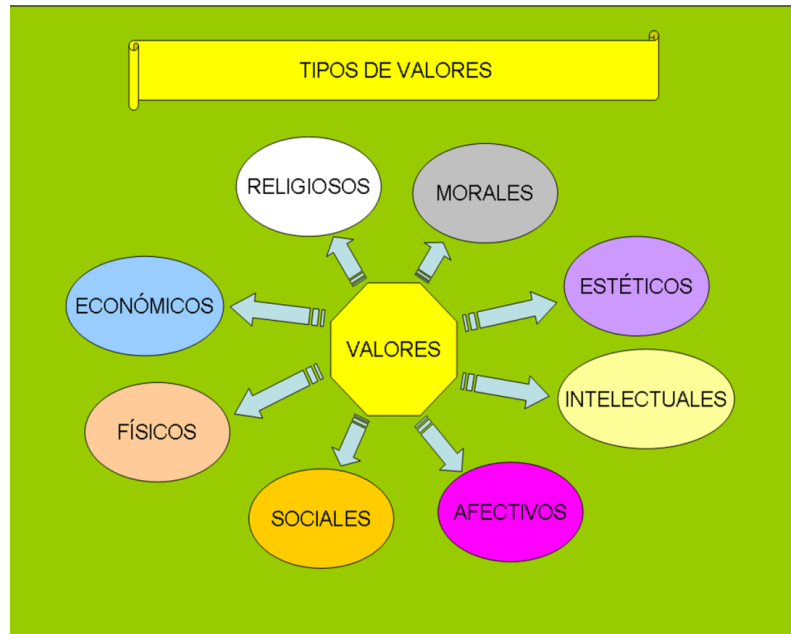 TIPOS DE VALORES
RELIGIOSOS
MORALES
ECONÓMICOS
ESTÉTICOS
VALORES
INTELECTUALES
FÍSICOS
SOCIALES
AFECTIVOS